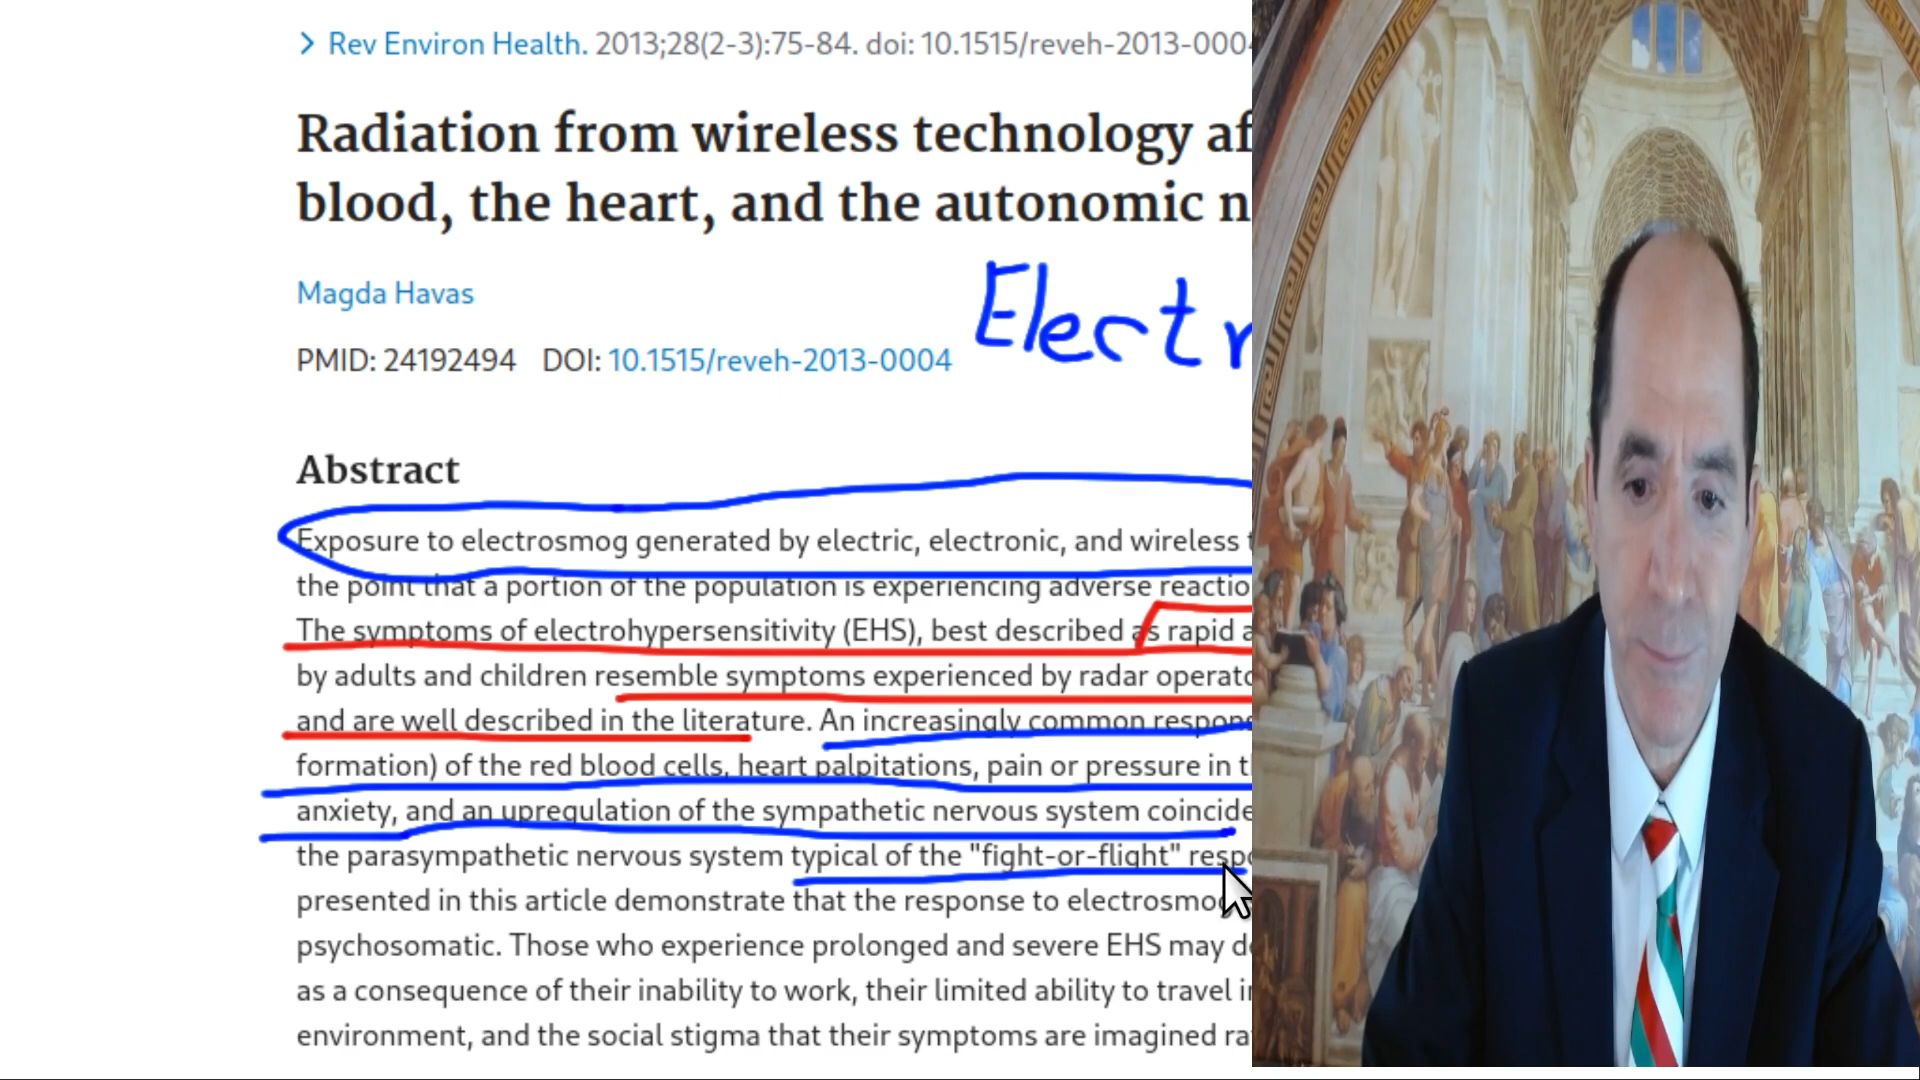 Rev Environ Health. 2013;28(2-3):75-84. doi: 10.1515/reveh-2013-000
Radiation from wireless technology af
blood, the heart, and the autonomic n
Magda Havas
Electr
PMID: 24192494 DOI: 10.1515/reveh-2013-0004
Abstract
Exposure to electrosmog generated by electric, electronic, and wireless t
the point that a portion of the population is experiencing adverse reactio
The symptoms of electrohypersensitivity (EHS), best described as rapid a
by adults and children resemble symptoms experienced by radar operato
and are well described in the literature. An increasingly common respons
formation) of the red blood cells, heart palpitations, pain or pressure in t
anxiety, and an upregulation of the sympathetic nervous system coincide
the parasympathetic nervous system typical of the "fight-or-flight" respo
presented in this article demonstrate that the response to electrosmog
psychosomatic. Those who experience prolonged and severe EHS may de
as a consequence of their inability to work, their limited ability to travel i
environment, and the social stigma that their symptoms are imagined ra